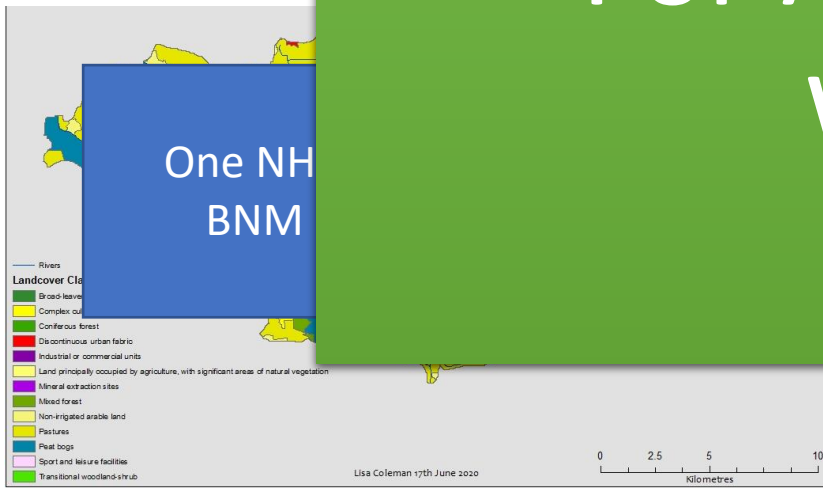 One NH
BNM
Rivers
Landcover Cla
Broad-leave
Complex cul
Coniferous forest
Discontinuous urban fabric
Industrial or commercial units
Land principally occupied by agriculture, with significant areas of natural vegetation
Mineral extraction sites
Mixed forest
Non-irrigated arable land
Pastures
Peat bogs
Sport and leisure facilities
Transitional woodland-shrub
Lisa Coleman 17th June 2020
0 2.5 5 10
Kilometres